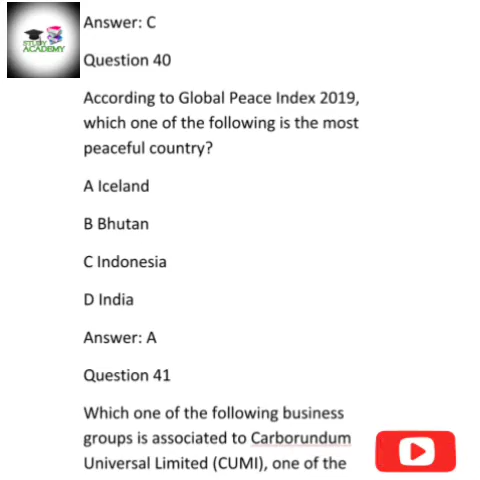 STUDY
ACADEMY
Answer: C
Question 40
According to Global Peace Index 2019,
which one of the following is the most
peaceful country?
A Iceland
B Bhutan
C Indonesia
D India
Answer: A
Question 41
Which one of the following business
groups is associated to Carborundum
Universal Limited (CUMI), one of the